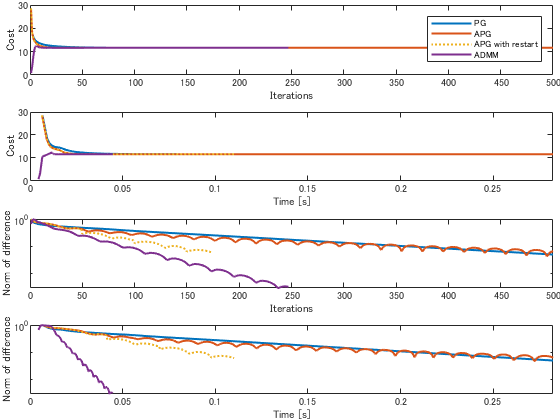 30
20
10
0
Cost
PG
APG
APG with restart
ADMM
0 50 100 150 200 250 300 350 400 450 500
Iterations
30
20
10
0
Cost
0 0.05 0.1 0.15 0.2 0.25
Time [s]
10^0
Norm of difference
0 50 100 150 200 250 300 350 400 450 500
Iterations
10^0
Norm of difference
0 0.05 0.1 0.15 0.2 0.25
Time [s]